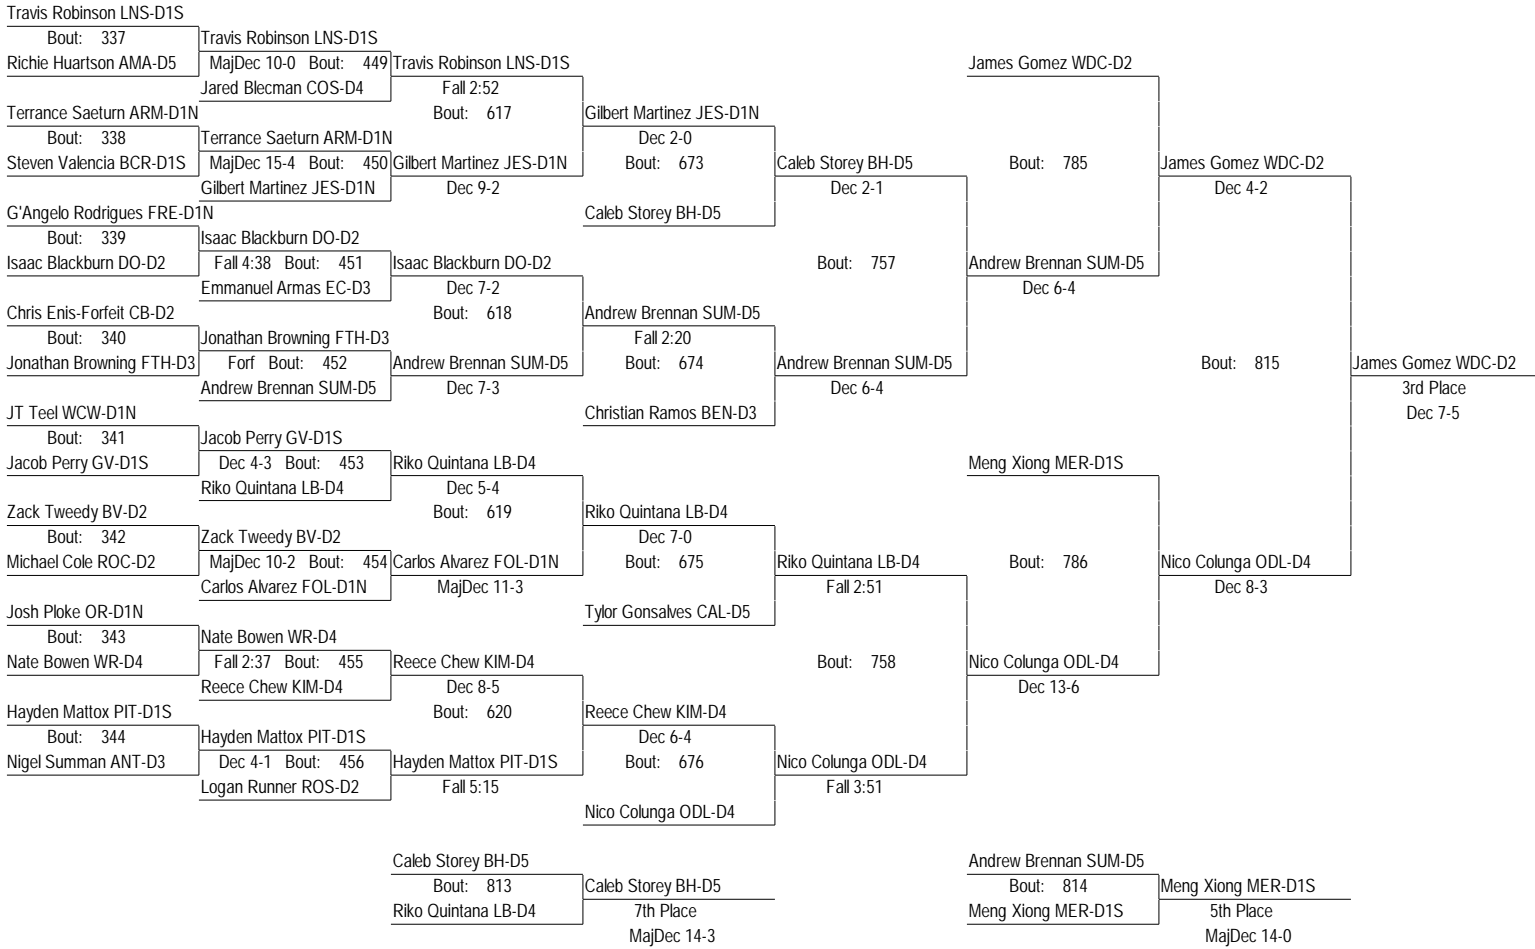 Travis Robinson LNS-D1S
Bout: 337 Travis Robinson LNS-D1S
Richie Huartson AMA-D5 MajDec 10-0 Bout: 449 Travis Robinson LNS-D1S James Gomez WDC-D2
Jared Blecman COS-D4 Fall 2:52
Terrance Saeturn ARM-D1N Bout: 617 Gilbert Martinez JES-D1N
Bout: 338 Terrance Saeturn ARM-D1N Dec 2-0
Steven Valencia BCR-D1S MajDec 15-4 Bout: 450 Gilbert Martinez JES-D1N Bout: 673 Caleb Storey BH-D5 Bout: 785 James Gomez WDC-D2
Gilbert Martinez JES-D1N Dec 9-2 Dec 2-1 Dec 4-2
G'Angelo Rodrigues FRE-D1N Caleb Storey BH-D5
Bout: 339 Isaac Blackburn DO-D2
Isaac Blackburn DO-D2 Fall 4:38 Bout: 451 Isaac Blackburn DO-D2 Bout: 757 Andrew Brennan SUM-D5
Emmanuel Armas EC-D3 Dec 7-2 Dec 6-4
Chris Enis-Forfeit CB-D2 Bout: 618 Andrew Brennan SUM-D5
Bout: 340 Jonathan Browning FTH-D3 Fall 2:20
Jonathan Browning FTH-D3 Forf Bout: 452 Andrew Brennan SUM-D5 Bout: 674 Andrew Brennan SUM-D5 Bout: 815 James Gomez WDC-D2
Andrew Brennan SUM-D5 Dec 7-3 Dec 6-4 3rd Place
JT Teel WCW-D1N Christian Ramos BEN-D3 Dec 7-5
Bout: 341 Jacob Perry GV-D1S
Jacob Perry GV-D1S Dec 4-3 Bout: 453 Riko Quintana LB-D4 Meng Xiong MER-D1S
Riko Quintana LB-D4 Dec 5-4
Zack Tweedy BV-D2 Bout: 619 Riko Quintana LB-D4
Bout: 342 Zack Tweedy BV-D2 Dec 7-0
Michael Cole ROC-D2 MajDec 10-2 Bout: 454 Carlos Alvarez FOL-D1N Bout: 675 Riko Quintana LB-D4 Bout: 786 Nico Colunga ODL-D4
Carlos Alvarez FOL-D1N MajDec 11-3 Fall 2:51 Dec 8-3
Josh Ploke OR-D1N Tylor Gonsalves CAL-D5
Bout: 343 Nate Bowen WR-D4
Nate Bowen WR-D4 Fall 2:37 Bout: 455 Reece Chew KIM-D4 Bout: 758 Nico Colunga ODL-D4
Reece Chew KIM-D4 Dec 8-5 Dec 13-6
Hayden Mattox PIT-D1S Bout: 620 Reece Chew KIM-D4
Bout: 344 Hayden Mattox PIT-D1S Dec 6-4
Nigel Summan ANT-D3 Dec 4-1 Bout: 456 Hayden Mattox PIT-D1S Bout: 676 Nico Colunga ODL-D4
Logan Runner ROS-D2 Fall 5:15 Fall 3:51
Nico Colunga ODL-D4
Caleb Storey BH-D5 Andrew Brennan SUM-D5
Bout: 813 Caleb Storey BH-D5 Bout: 814 Meng Xiong MER-D1S
Riko Quintana LB-D4 7th Place Meng Xiong MER-D1S 5th Place
MajDec 14-3 MajDec 14-0